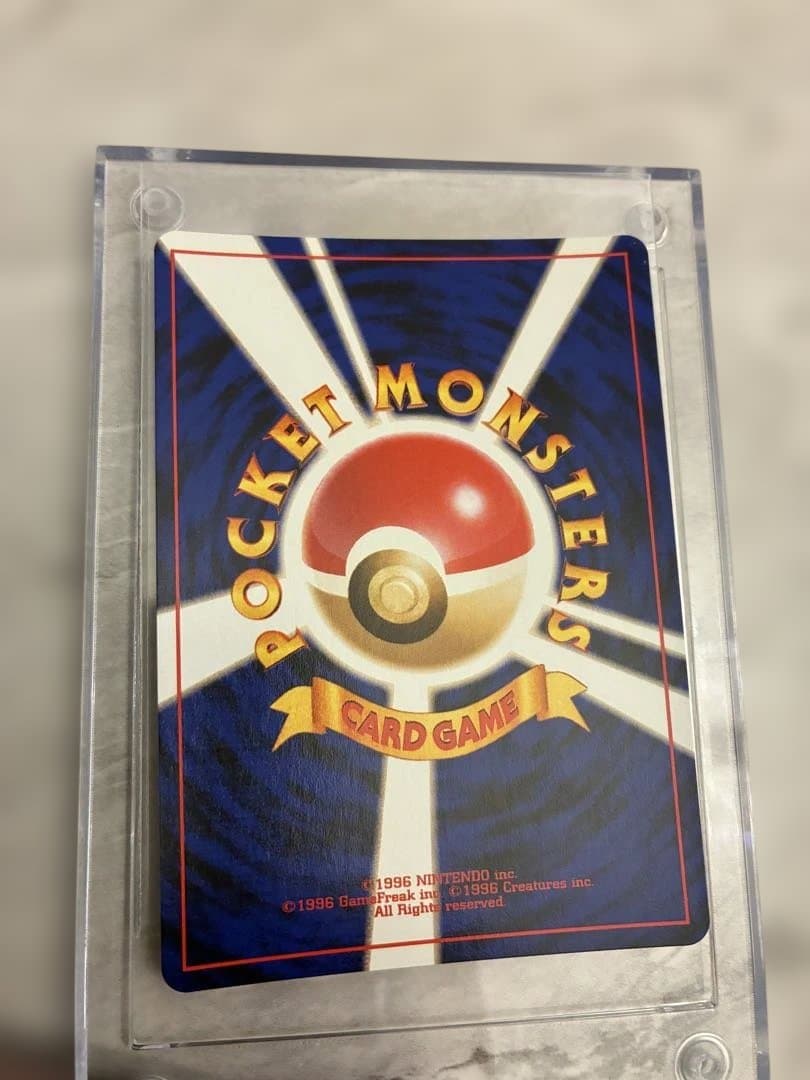 POCKET MONSTERS
CARD GAME
©1996 NINTENDO inc.
©1996 GameFreak inc. ©1996 Creatures inc.
All Rights reserved.